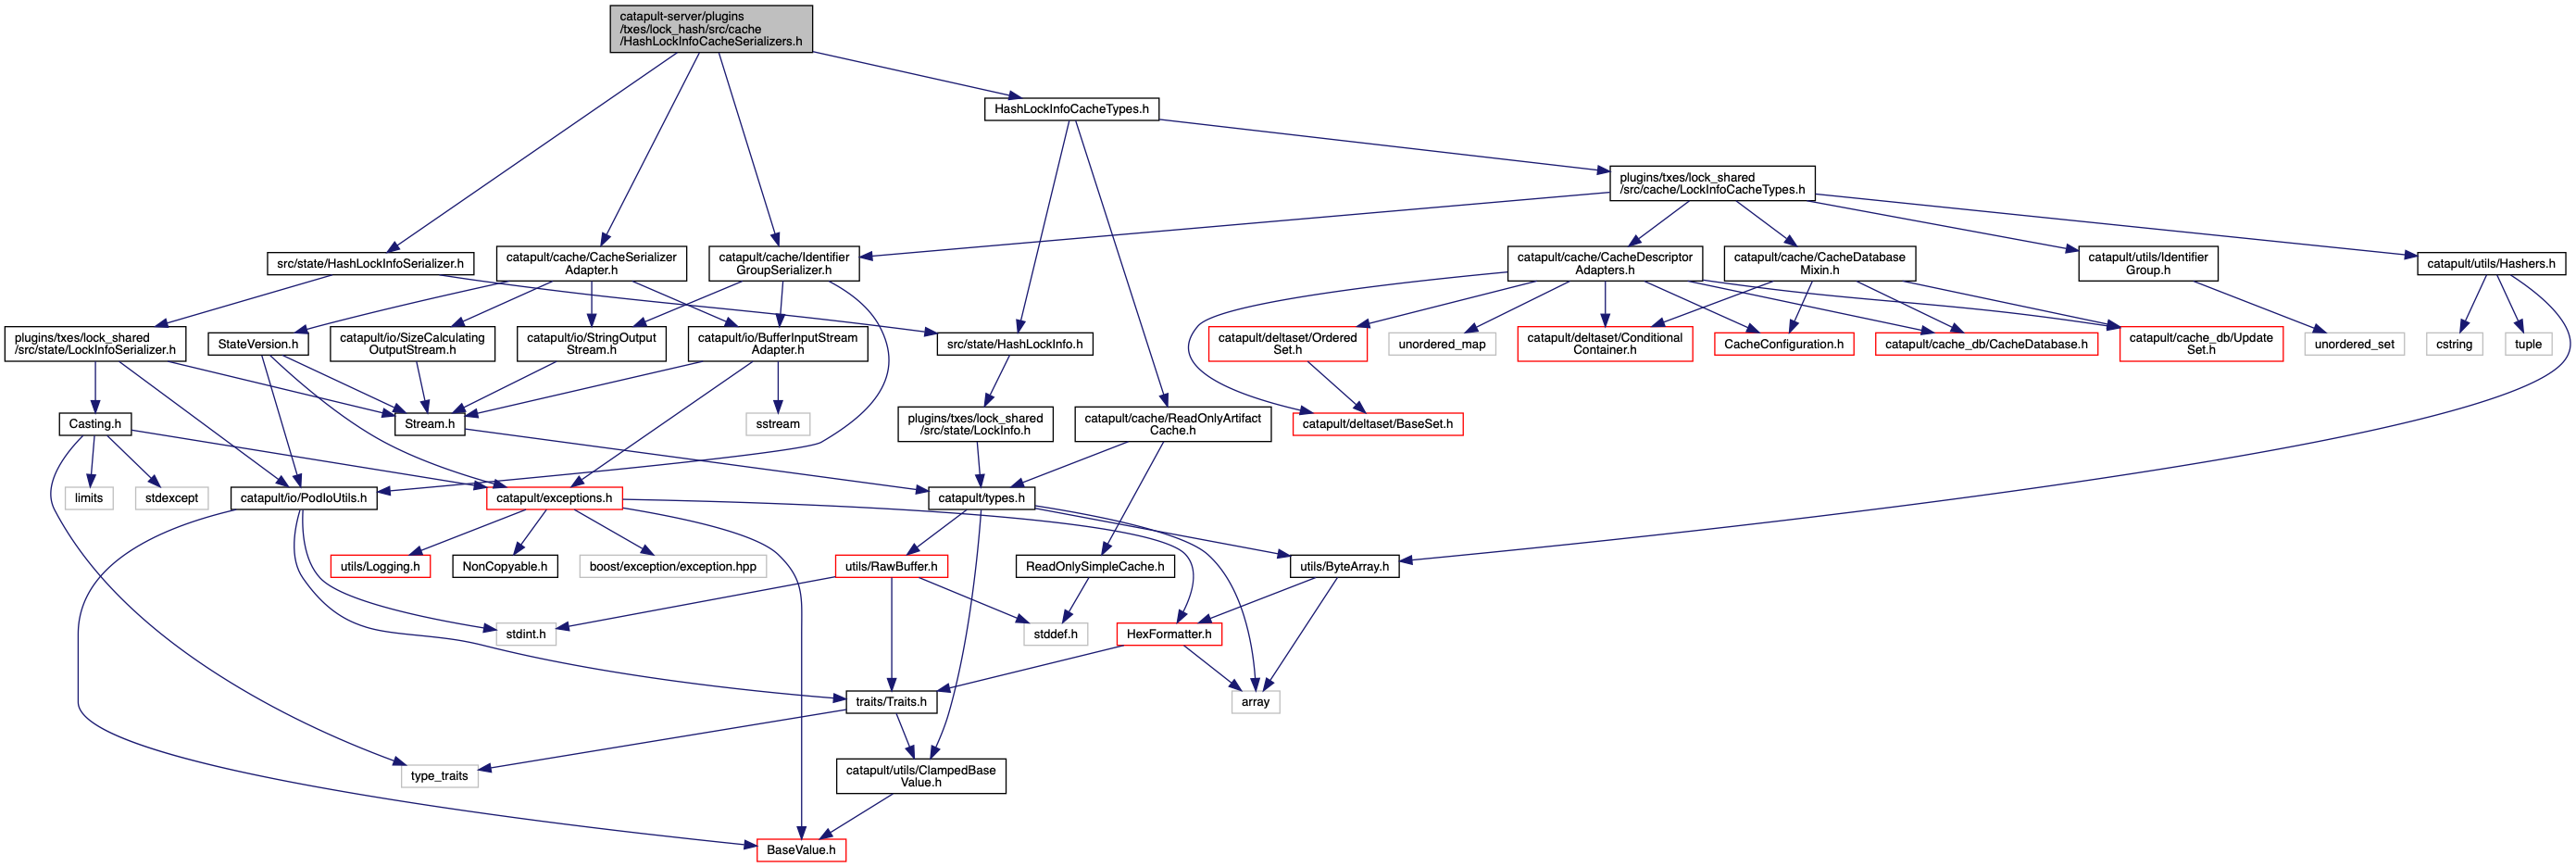 catapult-server/plugins
/txes/lock_hash/src/cache
/HashLockInfoCacheSerializers.h
HashLockInfoCacheTypes.h
plugins/txes/lock_shared
/src/cache/LockInfoCacheTypes.h
src/state/HashLockInfoSerializer.h
catapult/cache/CacheSerializer
Adapter.h
catapult/cache/Identifier
GroupSerializer.h
catapult/cache/CacheDescriptor
Adapters.h
catapult/cache/CacheDatabase
Mixin.h
catapult/utils/Identifier
Group.h
catapult/utils/Hashers.h
plugins/txes/lock_shared
/src/state/LockInfoSerializer.h
StateVersion.h
catapult/io/SizeCalculating
OutputStream.h
catapult/io/StringOutput
Stream.h
catapult/io/BufferInputStream
Adapter.h
src/state/HashLockInfo.h
catapult/deltaset/Ordered
Set.h
unordered_map
catapult/deltaset/Conditional
Container.h
CacheConfiguration.h
catapult/cache_db/CacheDatabase.h
catapult/cache_db/Update
Set.h
unordered_set
cstring
tuple
Casting.h
Stream.h
sstream
plugins/txes/lock_shared
/src/state/LockInfo.h
catapult/cache/ReadOnlyArtifact
Cache.h
catapult/deltaset/BaseSet.h
limits
stdexcept
catapult/io/PodIoUtils.h
catapult/exceptions.h
catapult/types.h
utils/Logging.h
NonCopyable.h
boost/exception/exception.hpp
utils/RawBuffer.h
ReadOnlySimpleCache.h
utils/ByteArray.h
stdint.h
stddef.h
HexFormatter.h
traits/Traits.h
array
type_traits
catapult/utils/ClampedBase
Value.h
BaseValue.h